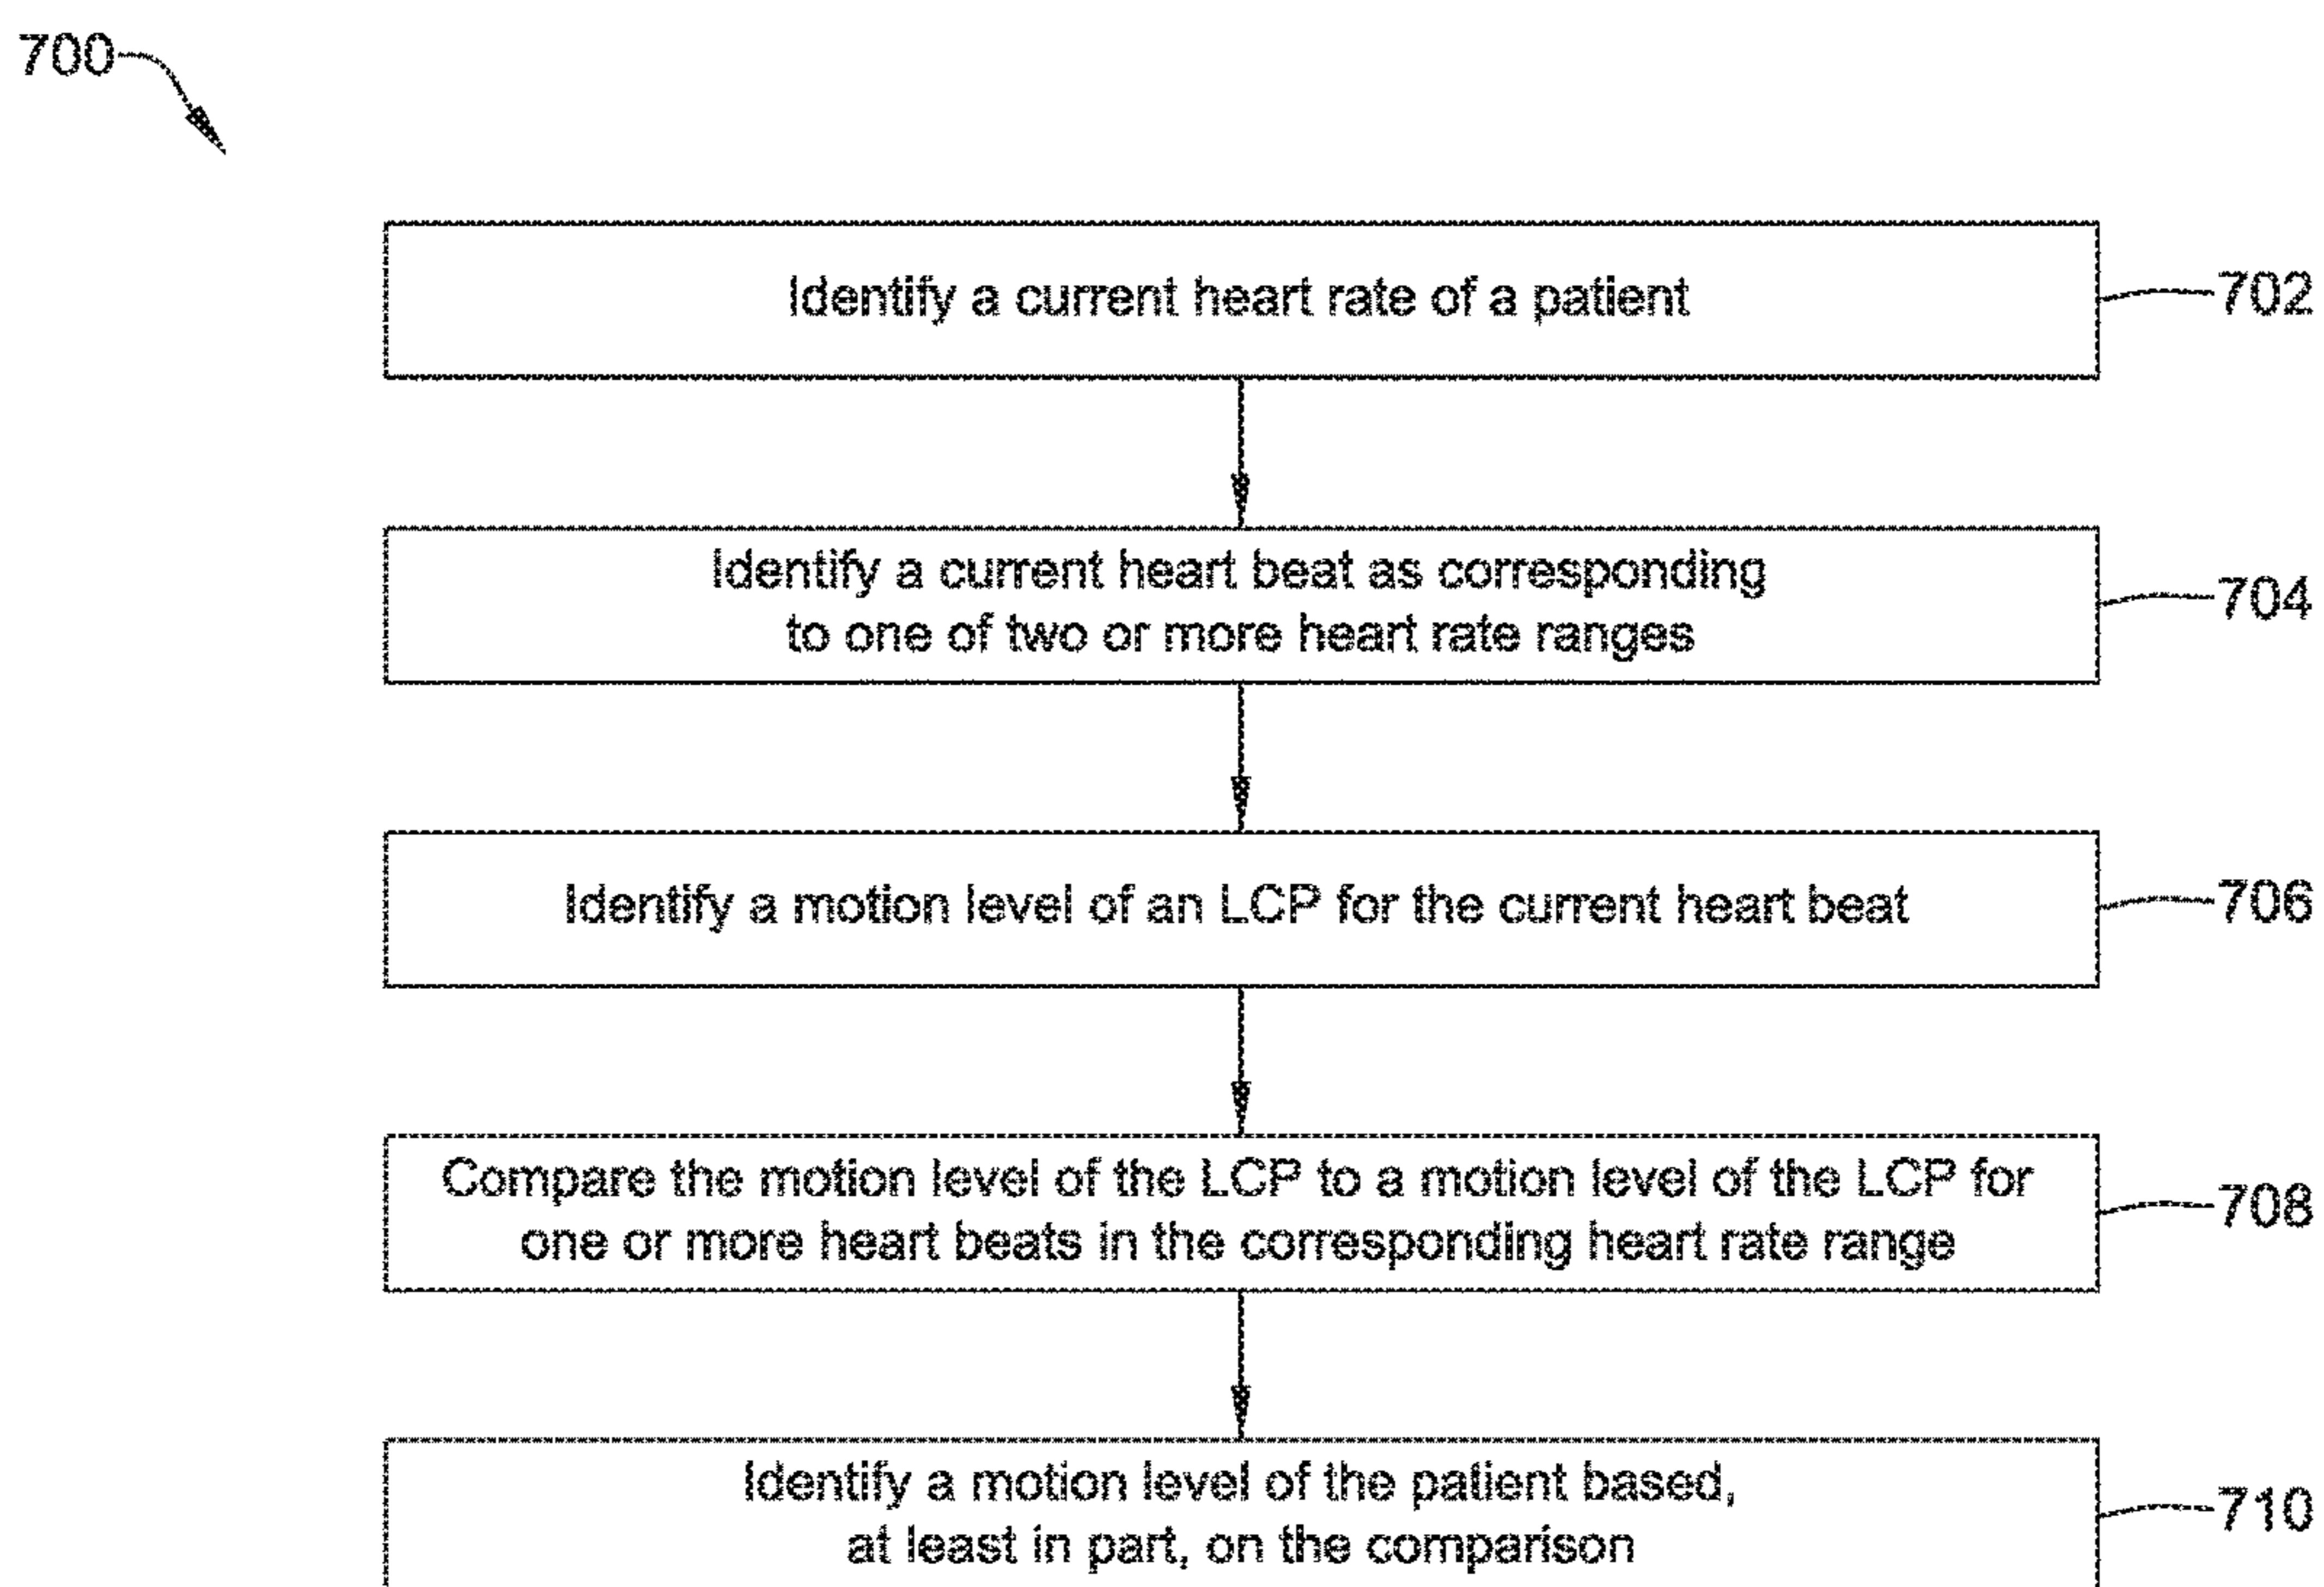 700
Identify a current heart rate of a patient
702
Identify a current heart beat as corresponding
to one of two or more heart rate ranges
704
Identify a motion level of an LCP for the current heart beat
706
Compare the motion level of the LCP to a motion level of the LCP for
one or more heart beats in the corresponding heart rate range
708
Identify a motion level of the patient based,
at least in part, on the comparison
710